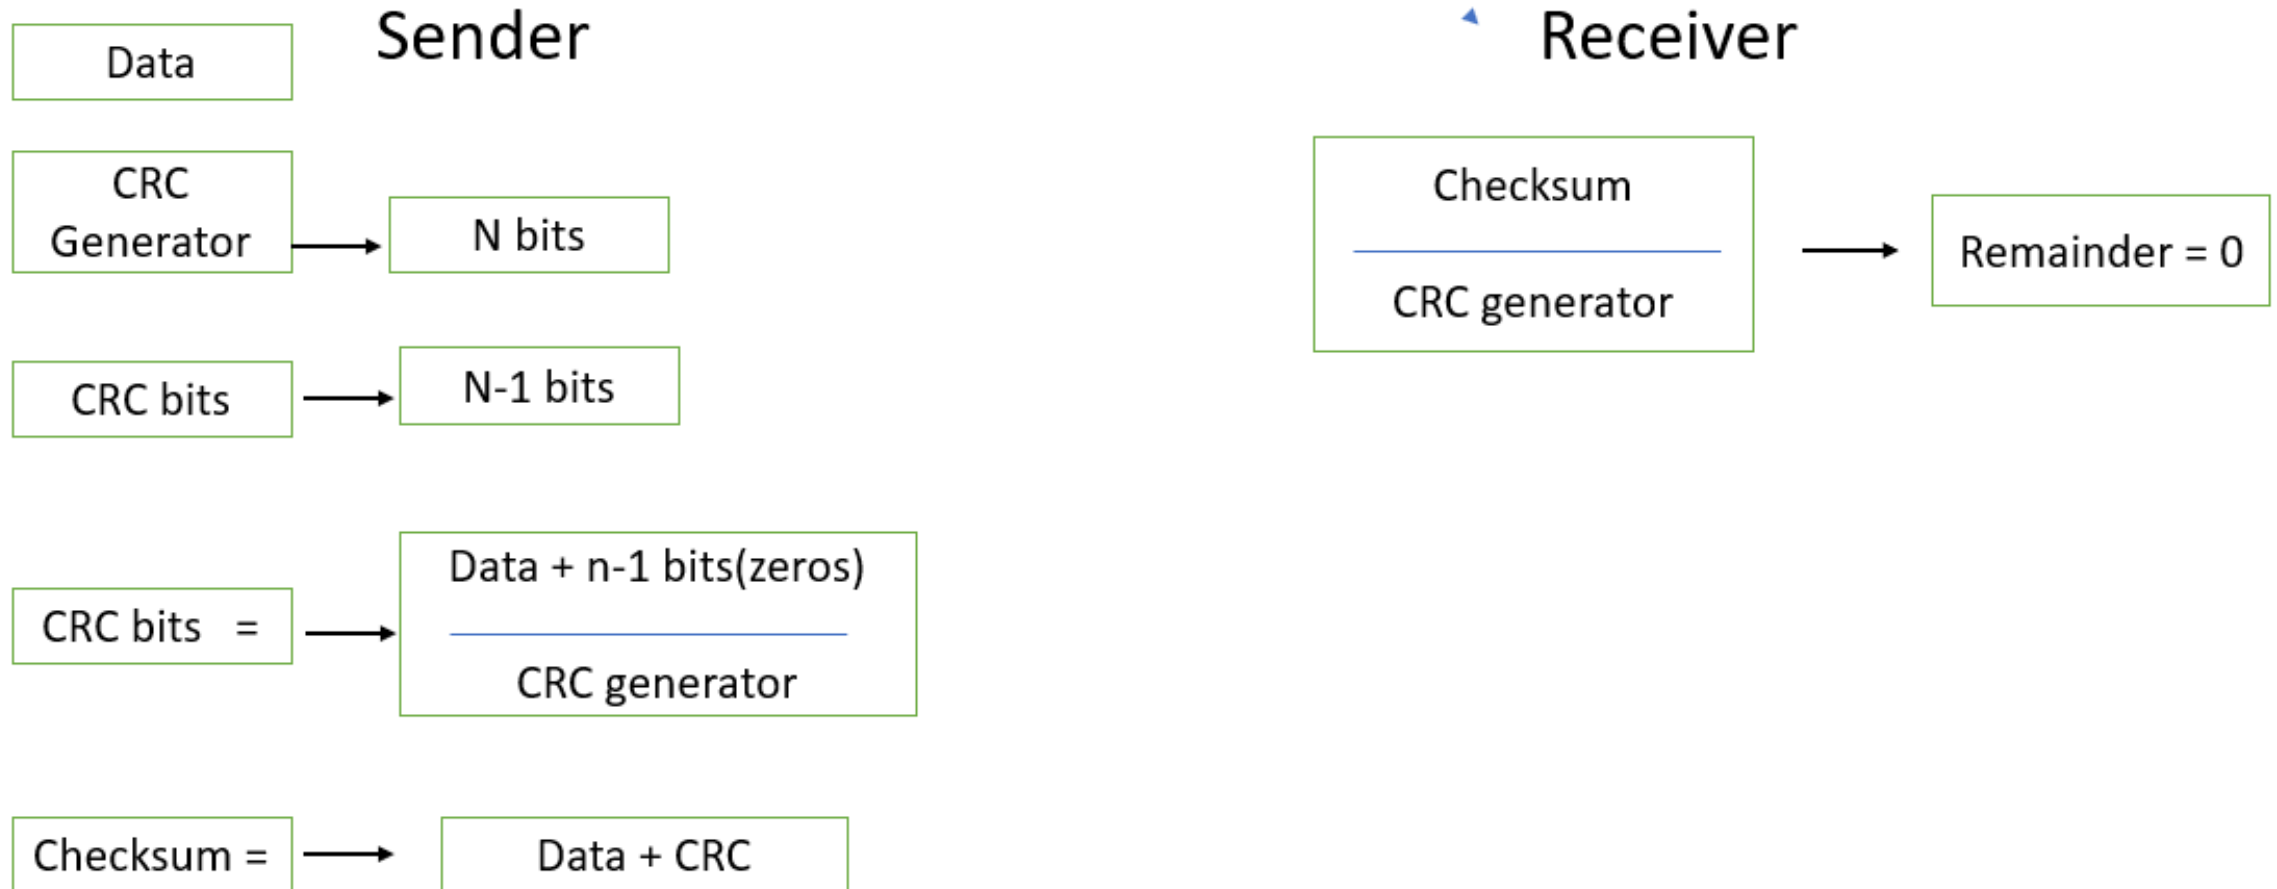 Sender
Data
CRC
Generator
N bits
CRC bits
N-1 bits
CRC bits =
Data + n-1 bits(zeros)
CRC generator
Checksum =
Data + CRC
Receiver
Checksum
CRC generator
Remainder = 0